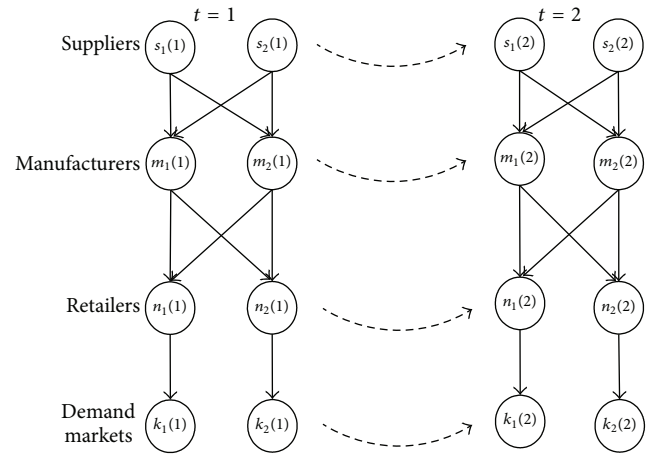 t = 1 t = 2
Suppliers s₁(1) s₂(1) s₁(2) s₂(2)
Manufacturers m₁(1) m₂(1) m₁(2) m₂(2)
Retailers n₁(1) n₂(1) n₁(2) n₂(2)
Demand
markets k₁(1) k₂(1) k₁(2) k₂(2)